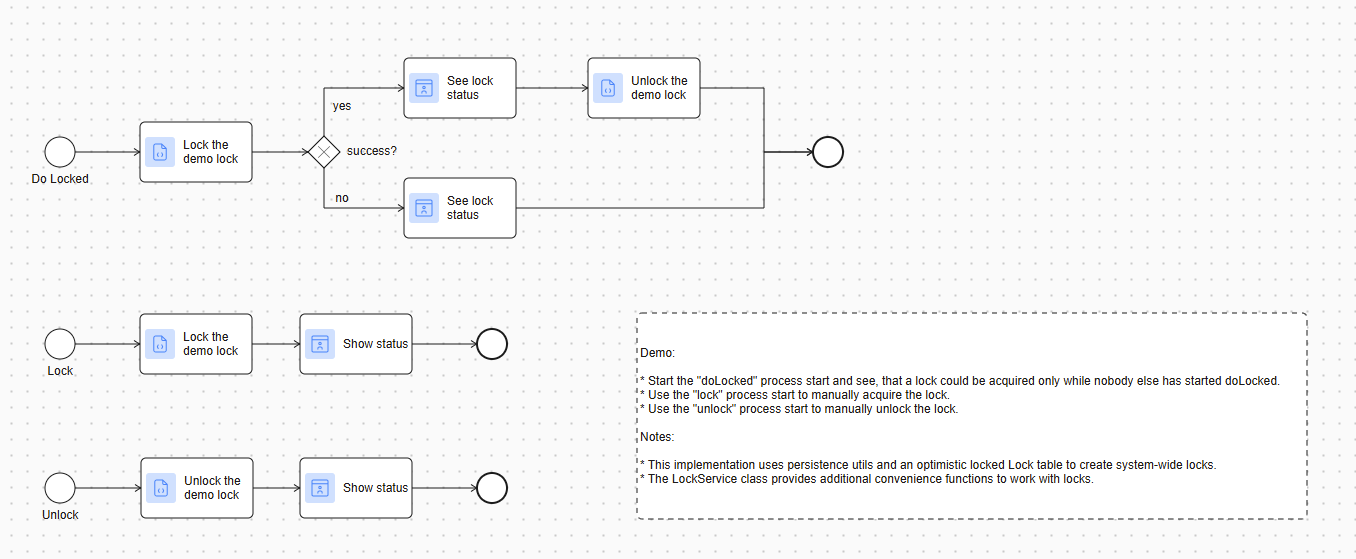 See lock
status
Unlock the
demo lock
yes
Lock the
demo lock
success?
Do Locked
no
See lock
status
Lock the
demo lock
Show status
Lock
Demo:
* Start the "doLocked" process start and see, that a lock could be acquired only while nobody else has started doLocked.
* Use the "lock" process start to manually acquire the lock.
* Use the "unlock" process start to manually unlock the lock.
Notes:
* This implementation uses persistence utils and an optimistic locked Lock table to create system-wide locks.
* The LockService class provides additional convenience functions to work with locks.
Unlock the
demo lock
Show status
Unlock